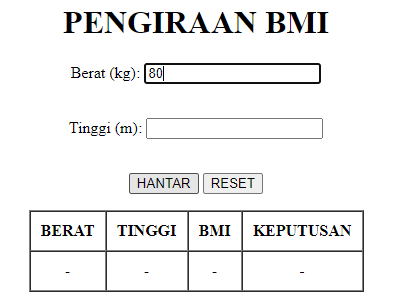 PENGIRAAN BMI
Berat (kg): 80
Tinggi (m):
HANTAR RESET
BERAT TINGGI BMI KEPUTUSAN
- - - -